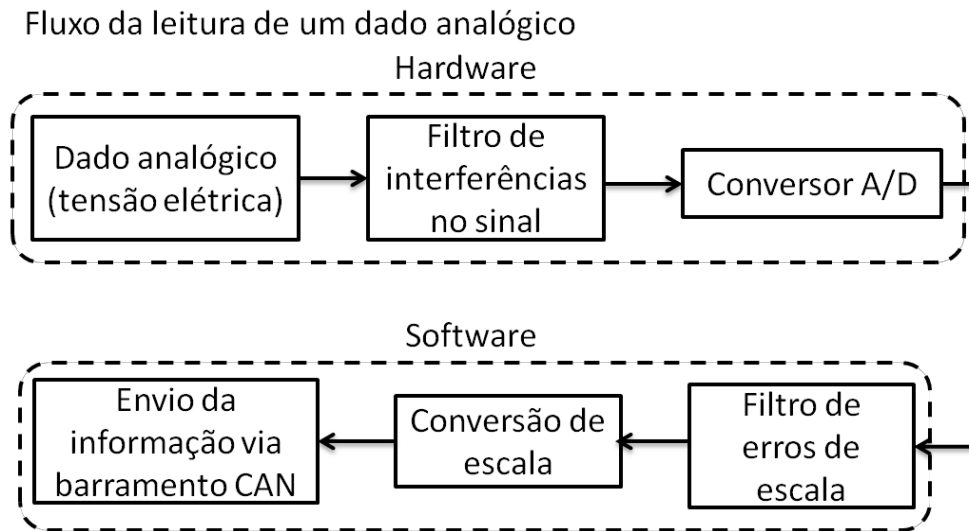 Fluxo da leitura de um dado analógico
Hardware
Dado analógico
(tensão elétrica)
Filtro de
interferências
no sinal
Conversor A/D
Software
Envio da
informação via
barramento CAN
Conversão de
escala
Filtro de
erros de
escala